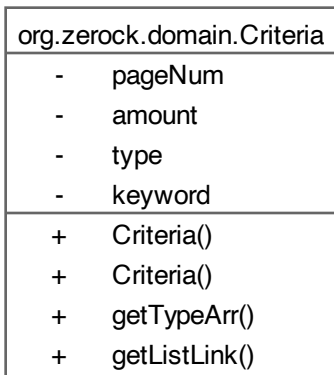 org.zerock.domain.Criteria
- pageNum
- amount
- type
- keyword
+ Criteria()
+ Criteria()
+ getTypeArr()
+ getListLink()